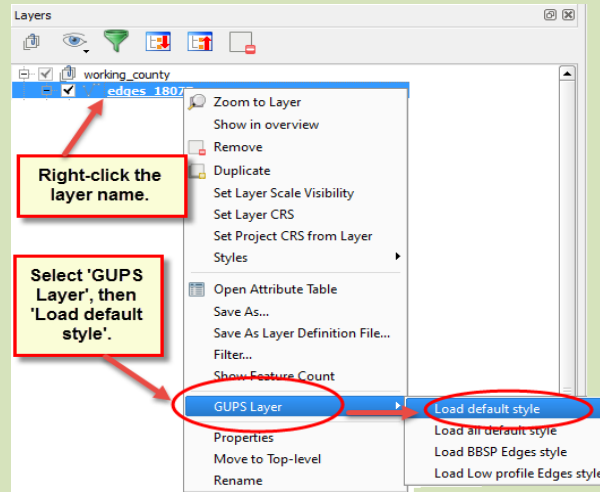 Layers
working_county
edges_1807
Zoom to Layer
Show in overview
Remove
Duplicate
Set Layer Scale Visibility
Set Layer CRS
Set Project CRS from Layer
Styles
Open Attribute Table
Save As...
Save As Layer Definition File...
Filter...
Show Feature Count
GUPS Layer
Properties
Move to Top-level
Rename
Load default style
Load all default style
Load BBSP Edges style
Load Low profile Edges style
Right-click the
layer name.
Select 'GUPS
Layer', then
'Load default
style'.